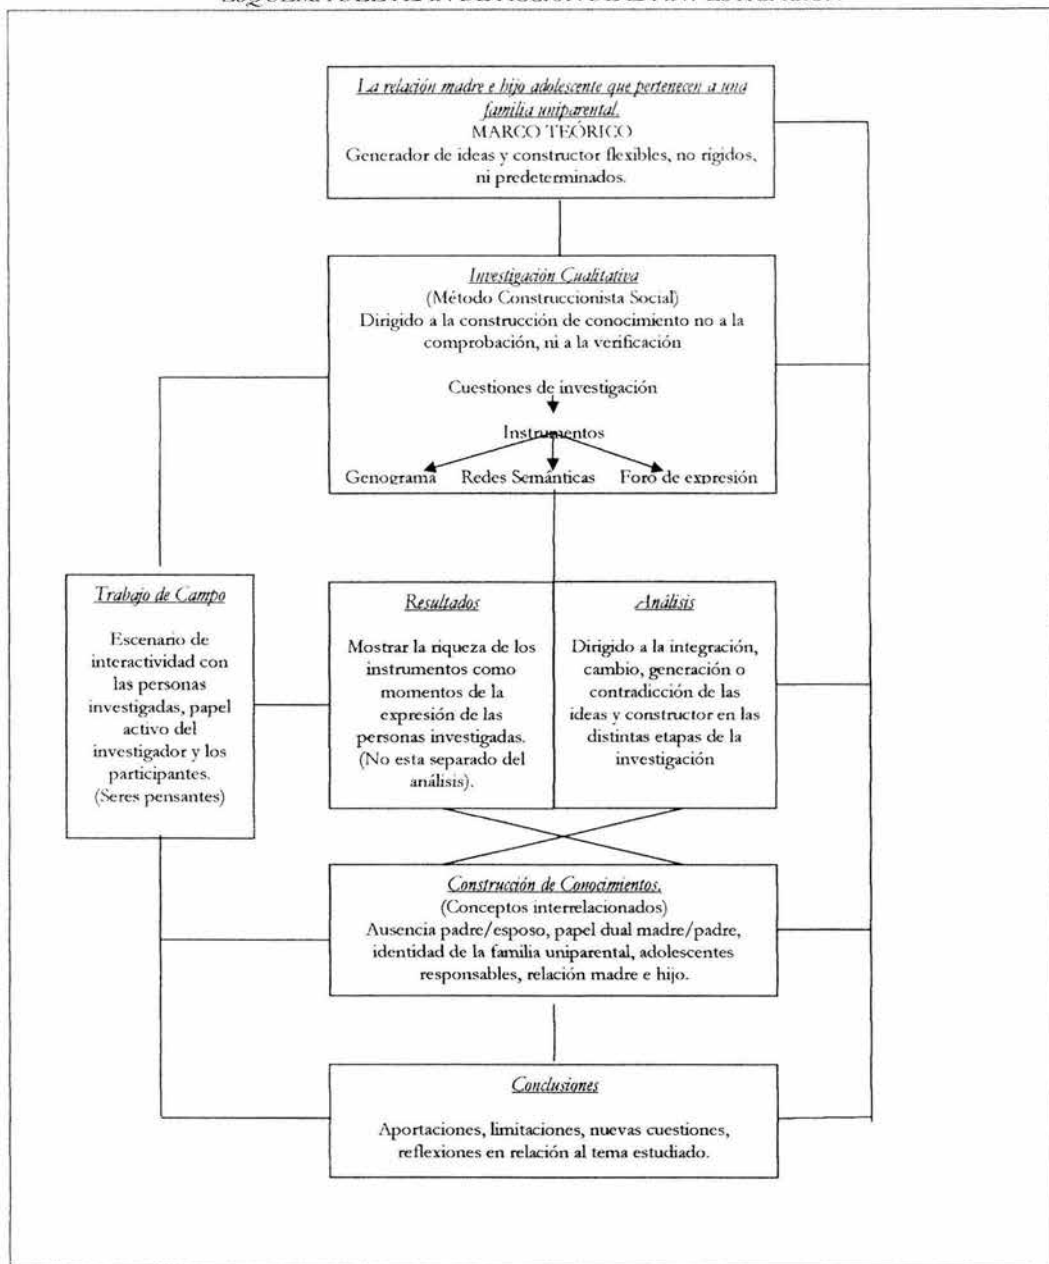 La relación madre e hijo adolescente que pertenecen a una
familia uniparental.
MARCO TEÓRICO
Generador de ideas y constructor flexibles, no rígidos,
ni predeterminados.
Investigación Cualitativa
(Método Construccionista Social)
Dirigido a la construcción de conocimiento no a la
comprobación, ni a la verificación
Cuestiones de investigación
Instrumentos
Genograma Redes Semánticas Foro de expresión
Trabajo de Campo
Escenario de
interactividad con
las personas
investigadas, papel
activo del
investigador y los
participantes.
(Seres pensantes)
Resultados
Mostrar la riqueza de los
instrumentos como
momentos de la
expresión de las
personas investigadas.
(No esta separado del
análisis).
Análisis
Dirigido a la integración,
cambio, generación o
contradicción de las
ideas y constructor en las
distintas etapas de la
investigación
Construcción de Conocimientos.
(Conceptos interrelacionados)
Ausencia padre/esposo, papel dual madre/padre,
identidad de la familia uniparental, adolescentes
responsables, relación madre e hijo.
Conclusiones
Aportaciones, limitaciones, nuevas cuestiones,
reflexiones en relación al tema estudiado.